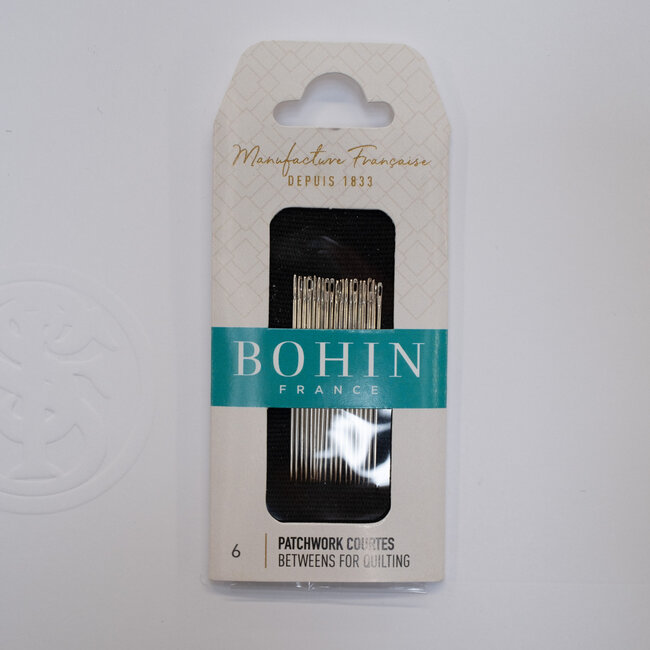 Manufacture Française
DEPUIS 1833
BOHIN
FRANCE
6
PATCHWORK COURTES
BETWEENS FOR QUILTING